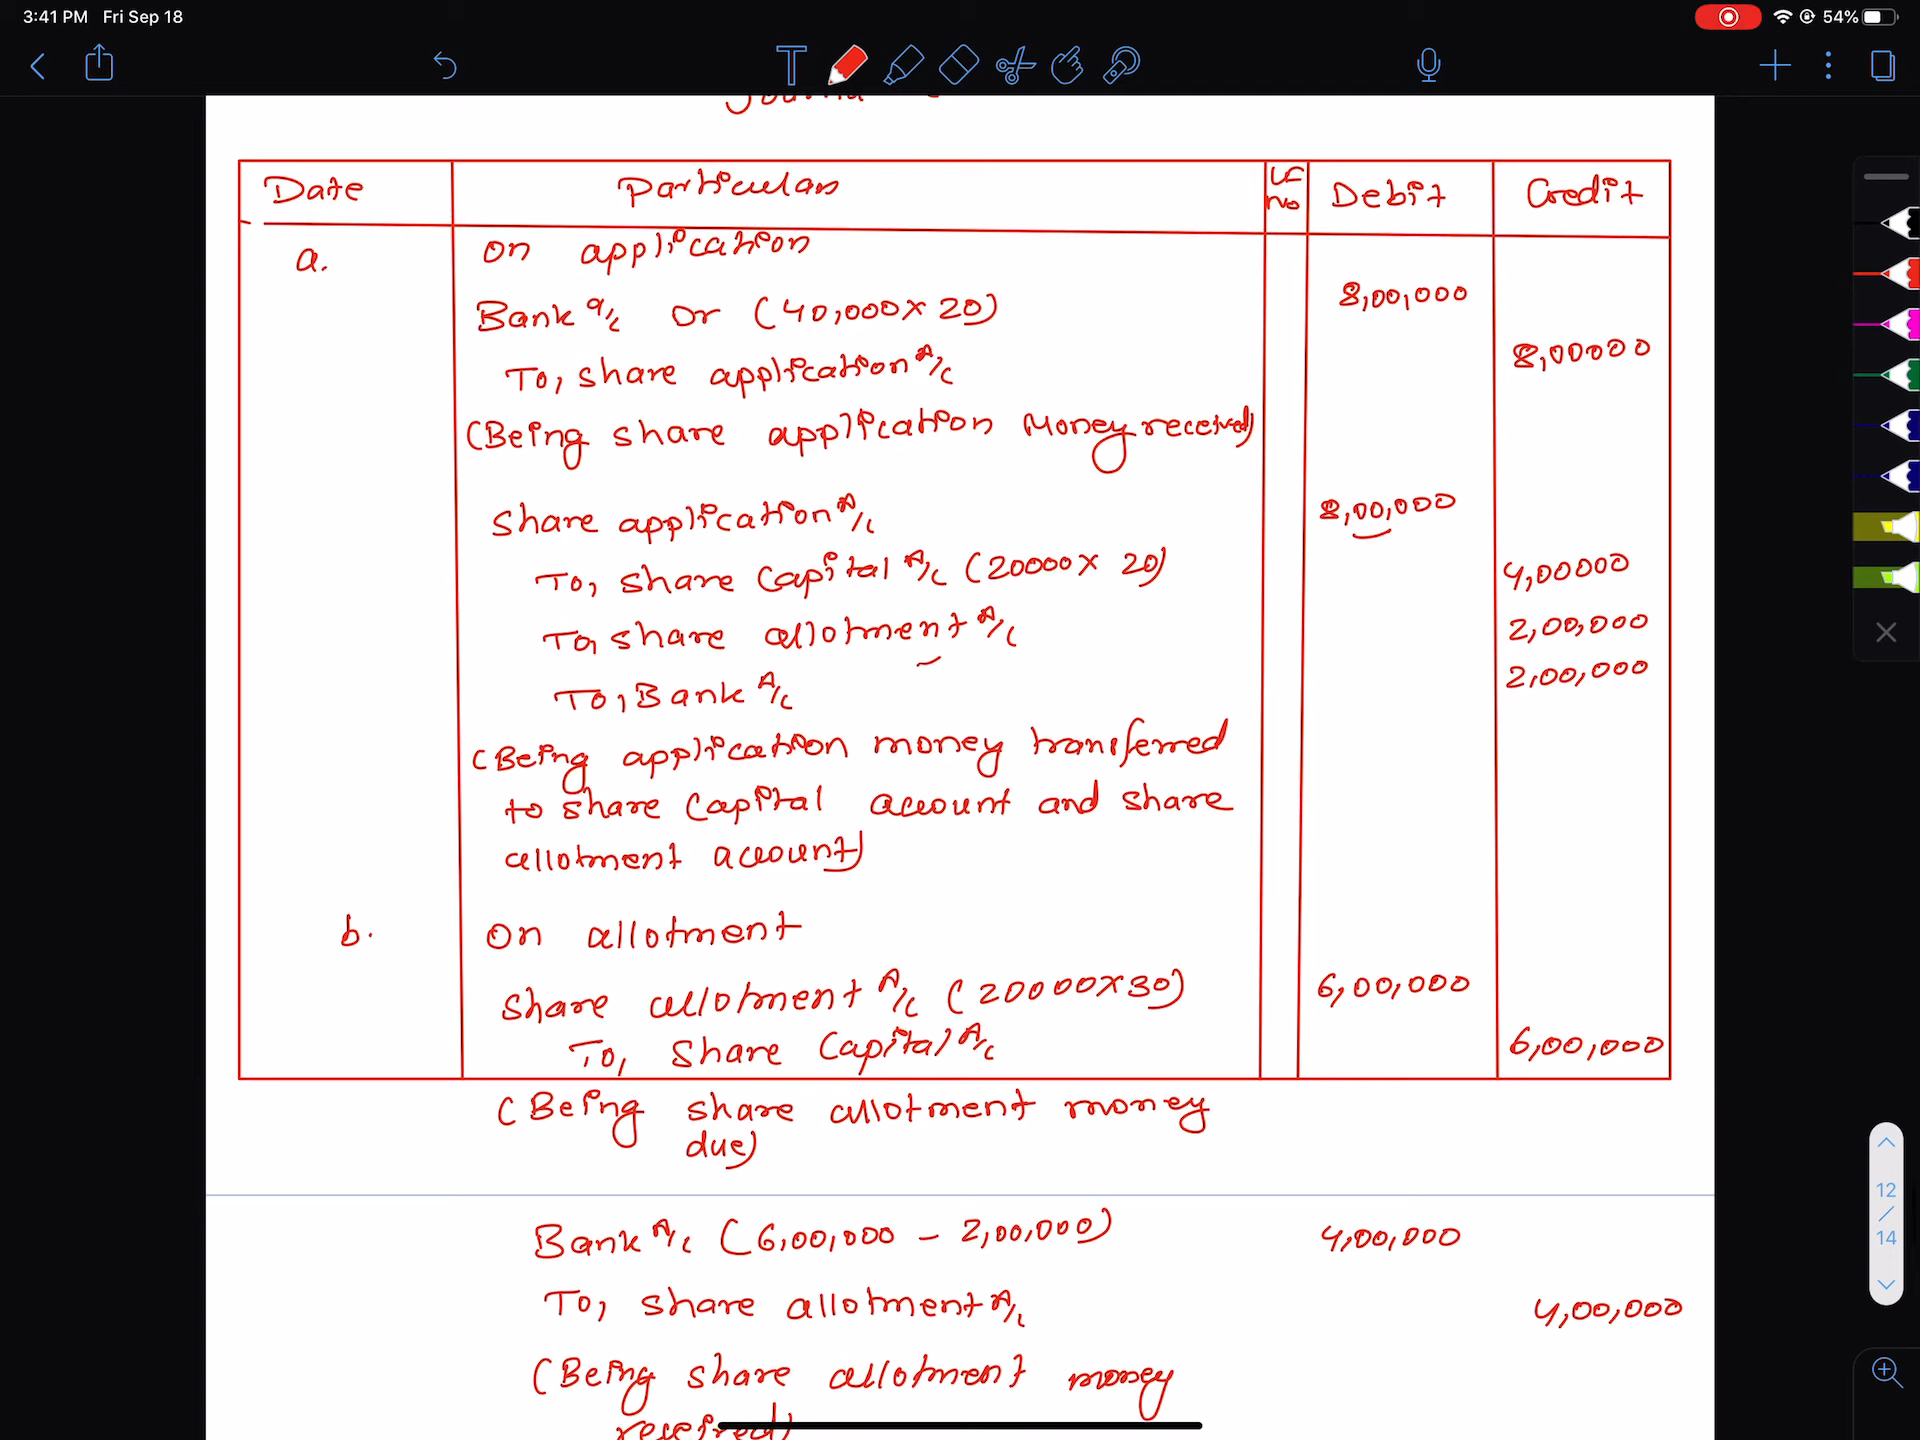 3:41 PM Fri Sep 18
54%
Date Particulars LF No Debit Credit
a. on application
Bank a/c Dr (40,000 x 20) 8,00,000
To, share application A/c 8,00000
(Being share application Money received)
Share application A/c 8,00,000
To, share Capital A/c (20000 x 20) 4,00000
To, share allotment A/c 2,00,000
To, Bank A/c 2,00,000
(Being application money transferred
to share Capital account and share
allotment account)
b. On allotment
Share allotment A/c (20000 x 30) 6,00,000
To, Share Capital A/c 6,00,000
(Being share allotment money
due)
Bank A/c (6,00,000 - 2,00,000) 4,00,000
To, share allotment A/c 4,00,000
(Being share allotment money
received)
12
/
14